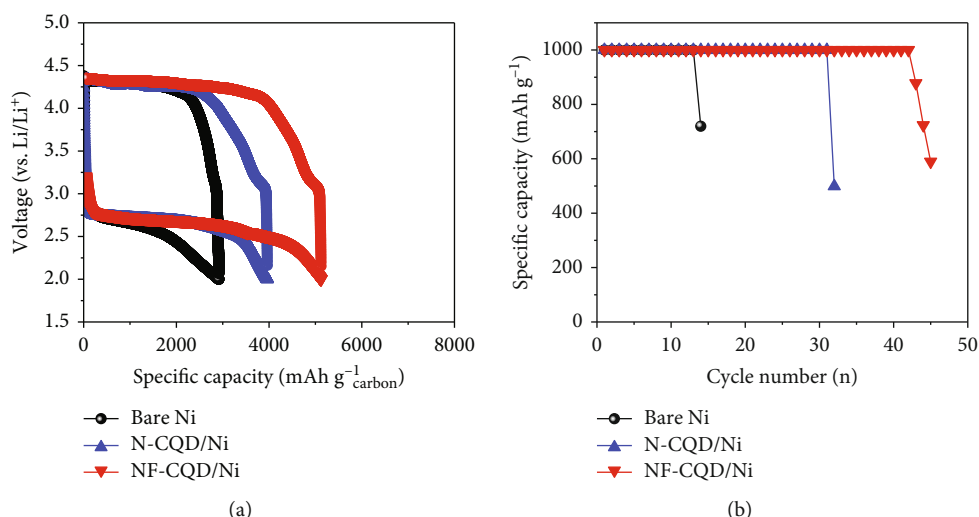 5.0
4.5
4.0
3.5
3.0
2.5
2.0
1.5
Voltage (vs. Li/Li⁺)
0
2000
4000
6000
8000
Specific capacity (mAh g⁻¹carbon)
Bare Ni
N-CQD/Ni
NF-CQD/Ni
(a)
1000
800
600
400
200
0
Specific capacity (mAh g⁻¹)
0
10
20
30
40
50
Cycle number (n)
Bare Ni
N-CQD/Ni
NF-CQD/Ni
(b)